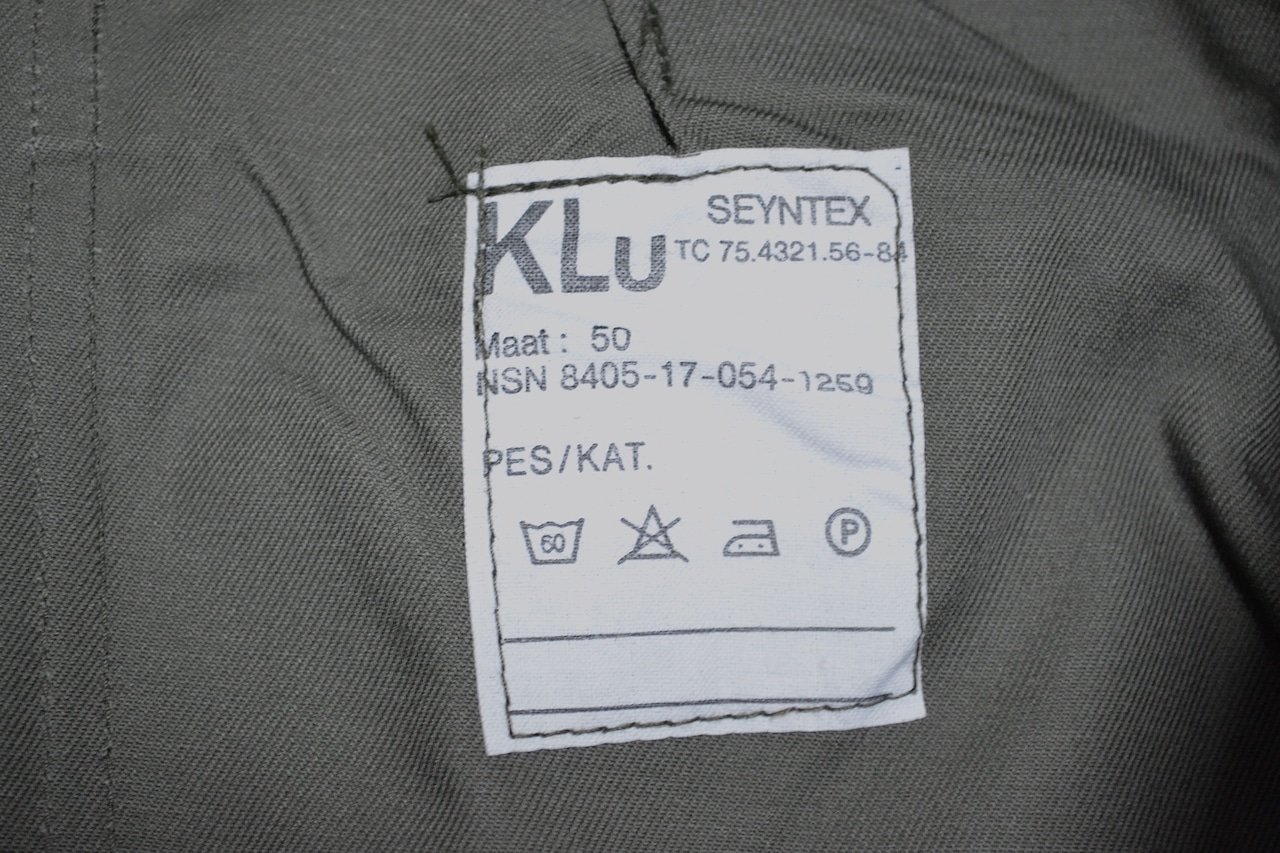 KLu SEYNTEX
TC 75.4321.56-84
Maat : 50
NSN 8405-17-054-1259
PES/KAT.
60 P